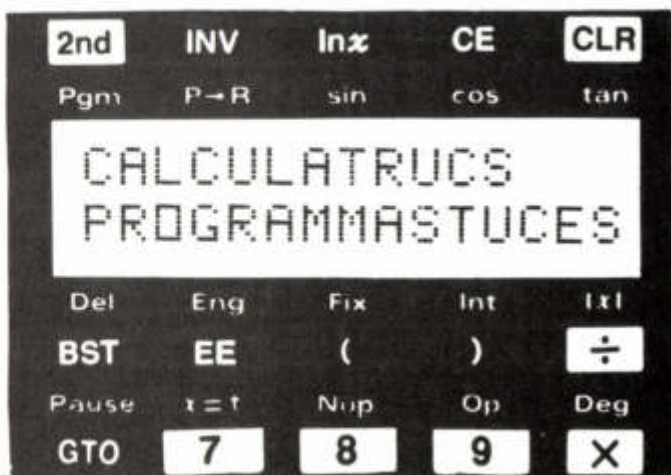 2nd INV lnx CE CLR
Pgm P→R sin cos tan
CALCULATRUCS
PROGRAMMASTUCES
Del Eng Fix Int |x|
BST EE ( ) ÷
Pause x=t Nop Op Deg
GTO 7 8 9 ×